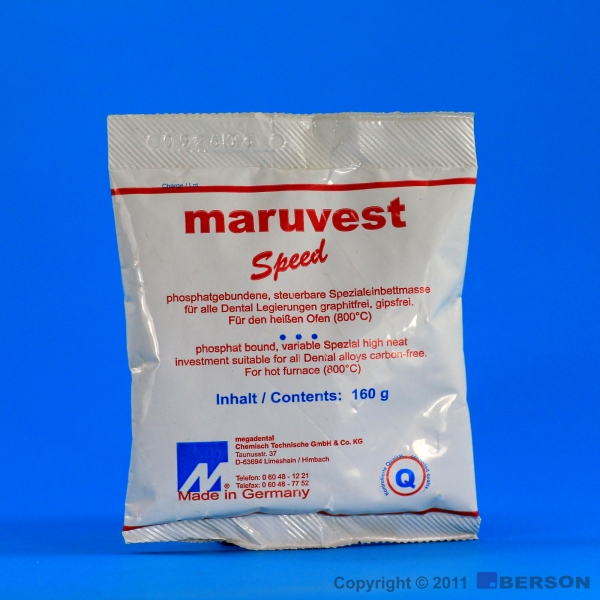 Charge / Lot
maruvest
Speed
phosphatgebundene, steuerbare Spezialeinbettmasse
für alle Dental Legierungen graphitfrei, gipsfrei.
Für den heißen Ofen (800°C)
phosphat bound, variable Spezial high neat
investment suitable for all Dental alloys carbon-free.
For hot furnace (800°C)
Inhalt / Contents: 160 g
megadental
Chemisch Technische GmbH & Co. KG
Taunusstr. 37
D-63694 Limeshain / Himbach
Telefon: 0 60 48 - 12 21
Telefax: 0 60 48 - 77 52
M ®
Made in Germany
Q
Copyright © 2011 BERSON